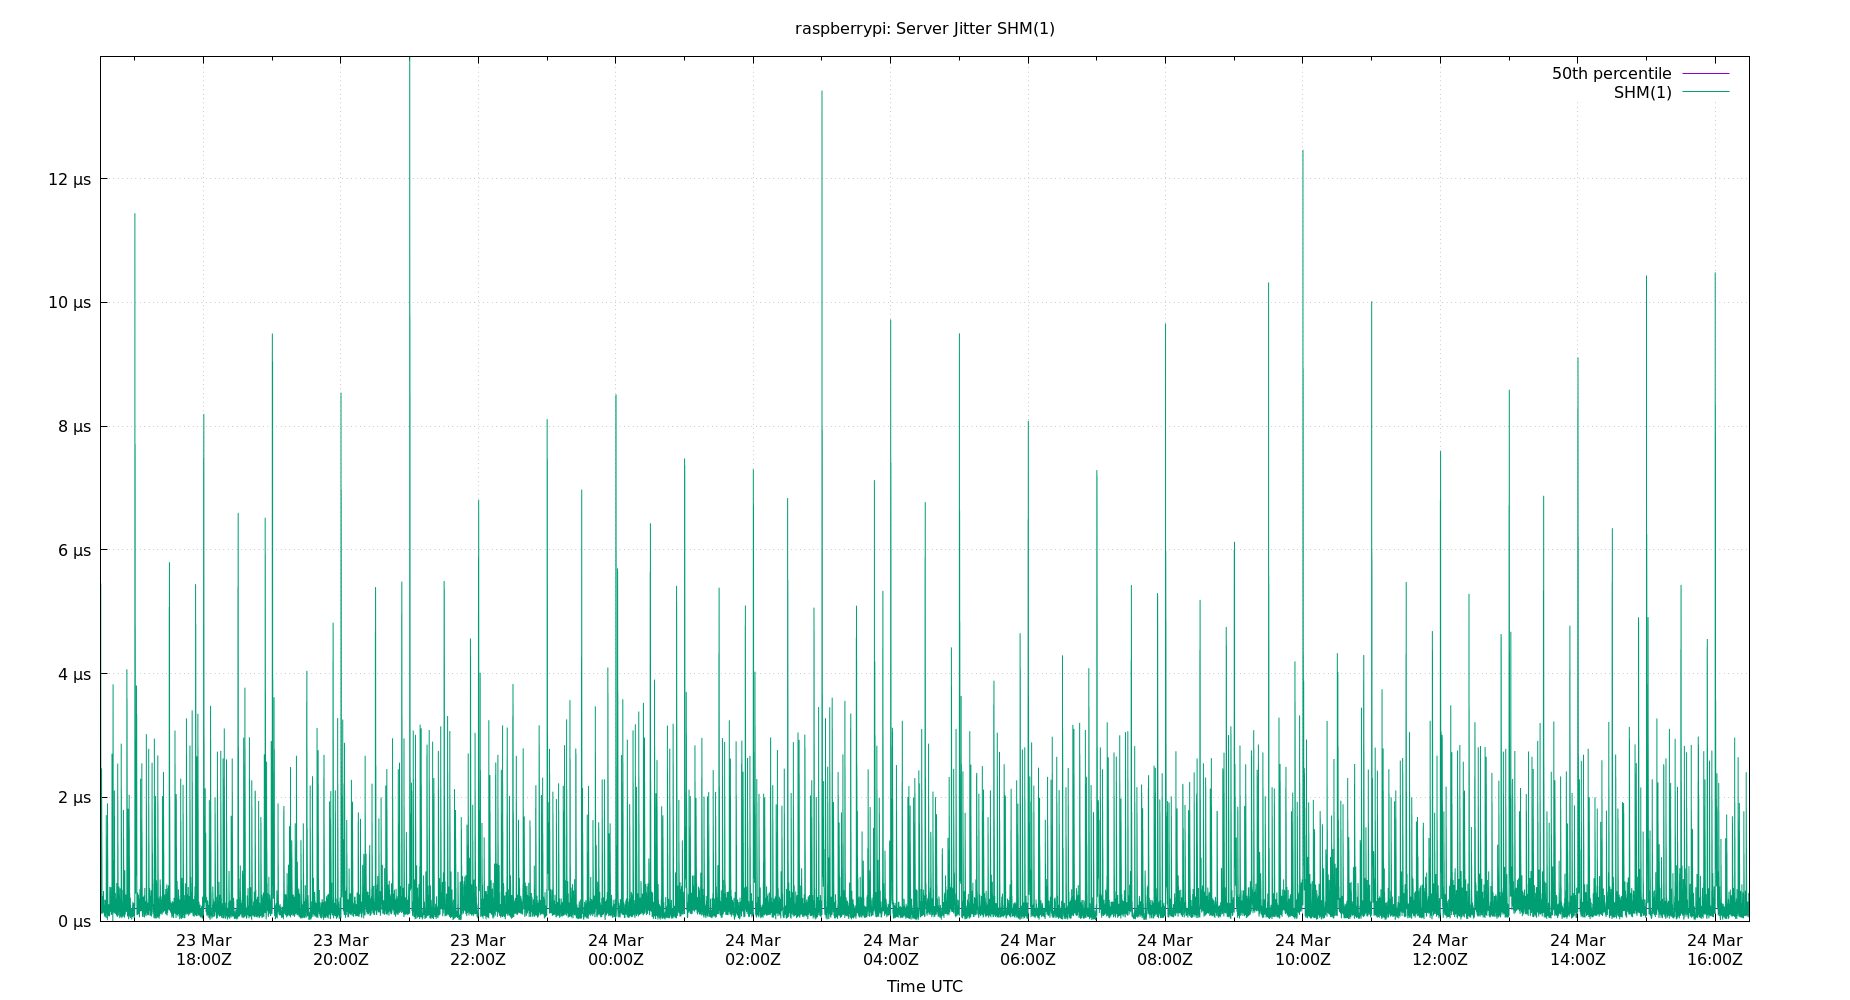 raspberrypi: Server Jitter SHM(1)
50th percentile
SHM(1)
12 µs
10 µs
8 µs
6 µs
4 µs
2 µs
0 µs
23 Mar 23 Mar 23 Mar 24 Mar 24 Mar 24 Mar 24 Mar 24 Mar 24 Mar 24 Mar 24 Mar 24 Mar
18:00Z 20:00Z 22:00Z 00:00Z 02:00Z 04:00Z 06:00Z 08:00Z 10:00Z 12:00Z 14:00Z 16:00Z
Time UTC